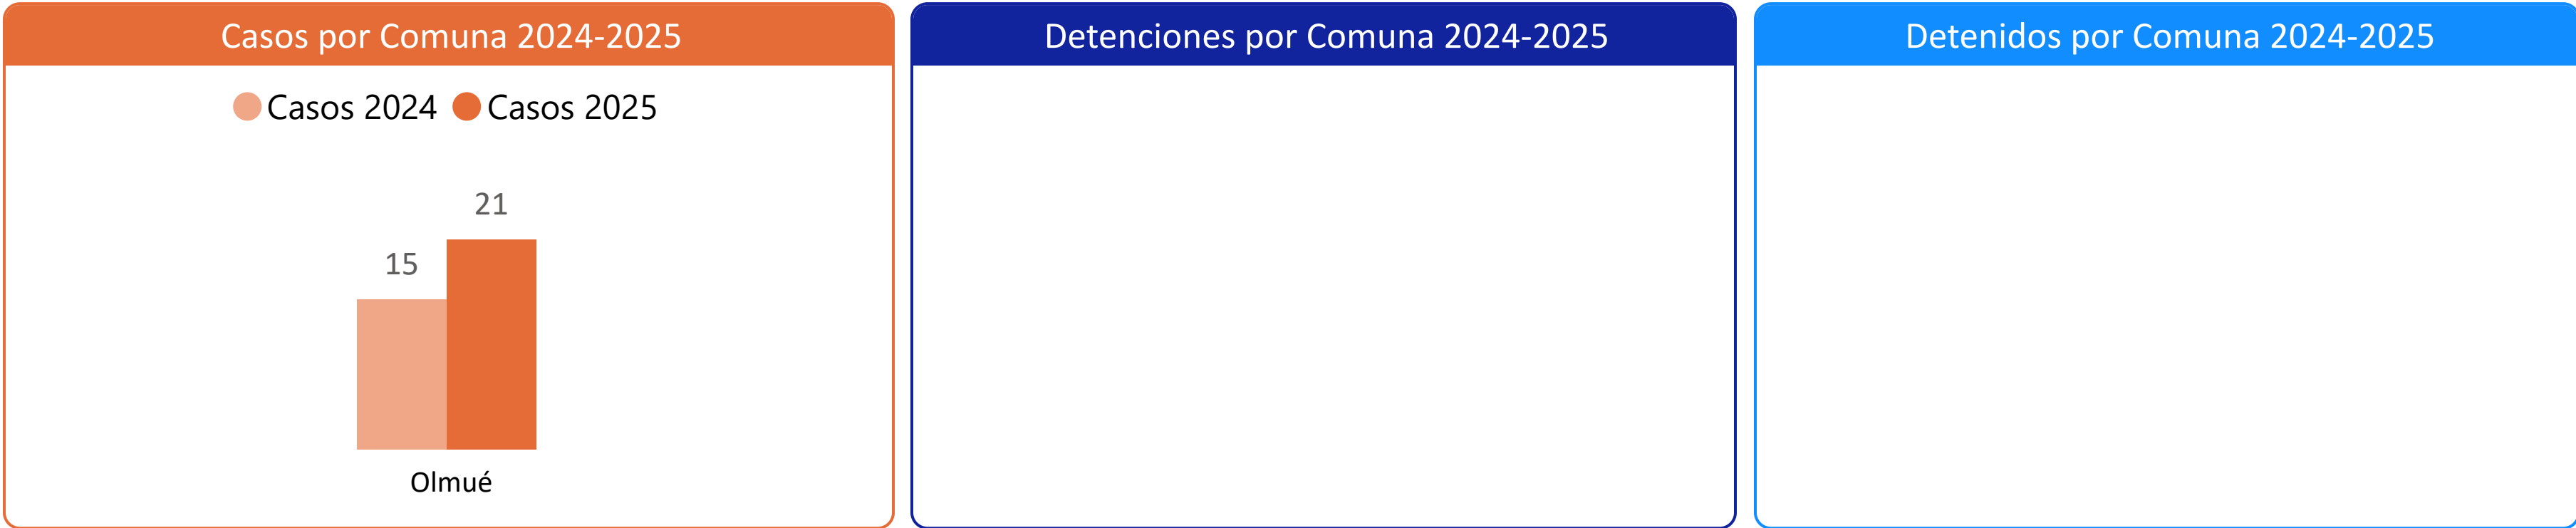 Casos por Comuna 2024-2025
Casos 2024 Casos 2025
21
15
Olmué
Detenciones por Comuna 2024-2025
Detenidos por Comuna 2024-2025